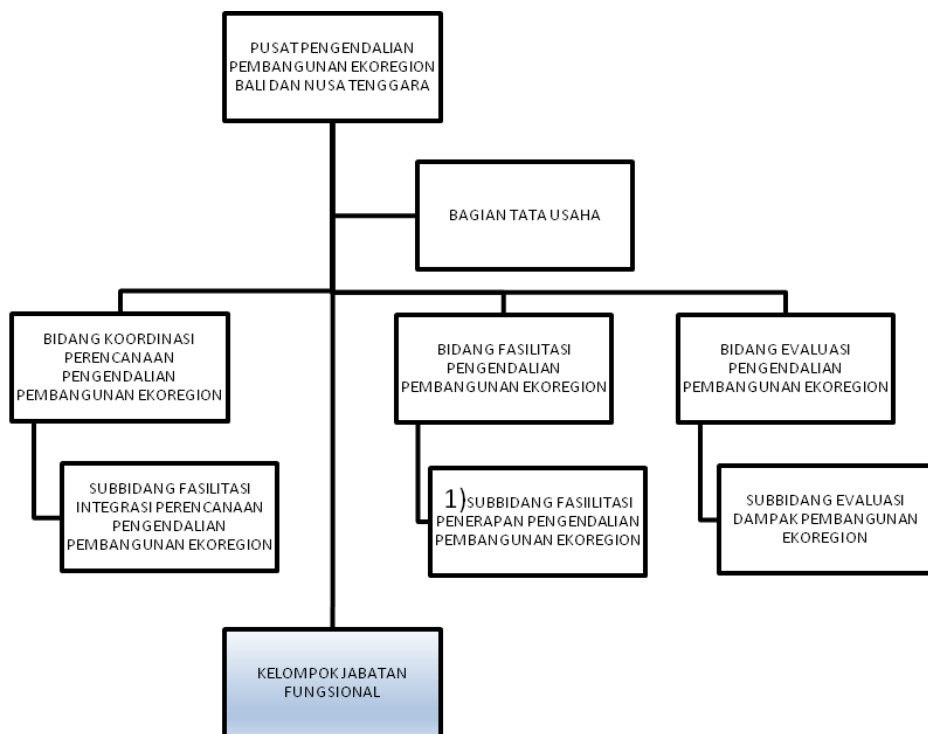 PUSAT PENGENDALIAN
PEMBANGUNAN EKOREGION
BALI DAN NUSA TENGGARA
BAGIAN TATA USAHA
BIDANG KOORDINASI
PERENCANAAN
PENGENDALIAN
PEMBANGUNAN EKOREGION
BIDANG FASILITASI
PENGENDALIAN
PEMBANGUNAN EKOREGION
BIDANG EVALUASI
PENGENDALIAN
PEMBANGUNAN EKOREGION
SUBBIDANG FASILITASI
INTEGRASI PERENCANAAN
PENGENDALIAN
PEMBANGUNAN EKOREGION
1)SUBBIDANG FASIILITASI
PENERAPAN PENGENDALIAN
PEMBANGUNAN EKOREGION
SUBBIDANG EVALUASI
DAMPAK PEMBANGUNAN
EKOREGION
KELOMPOK JABATAN
FUNGSIONAL